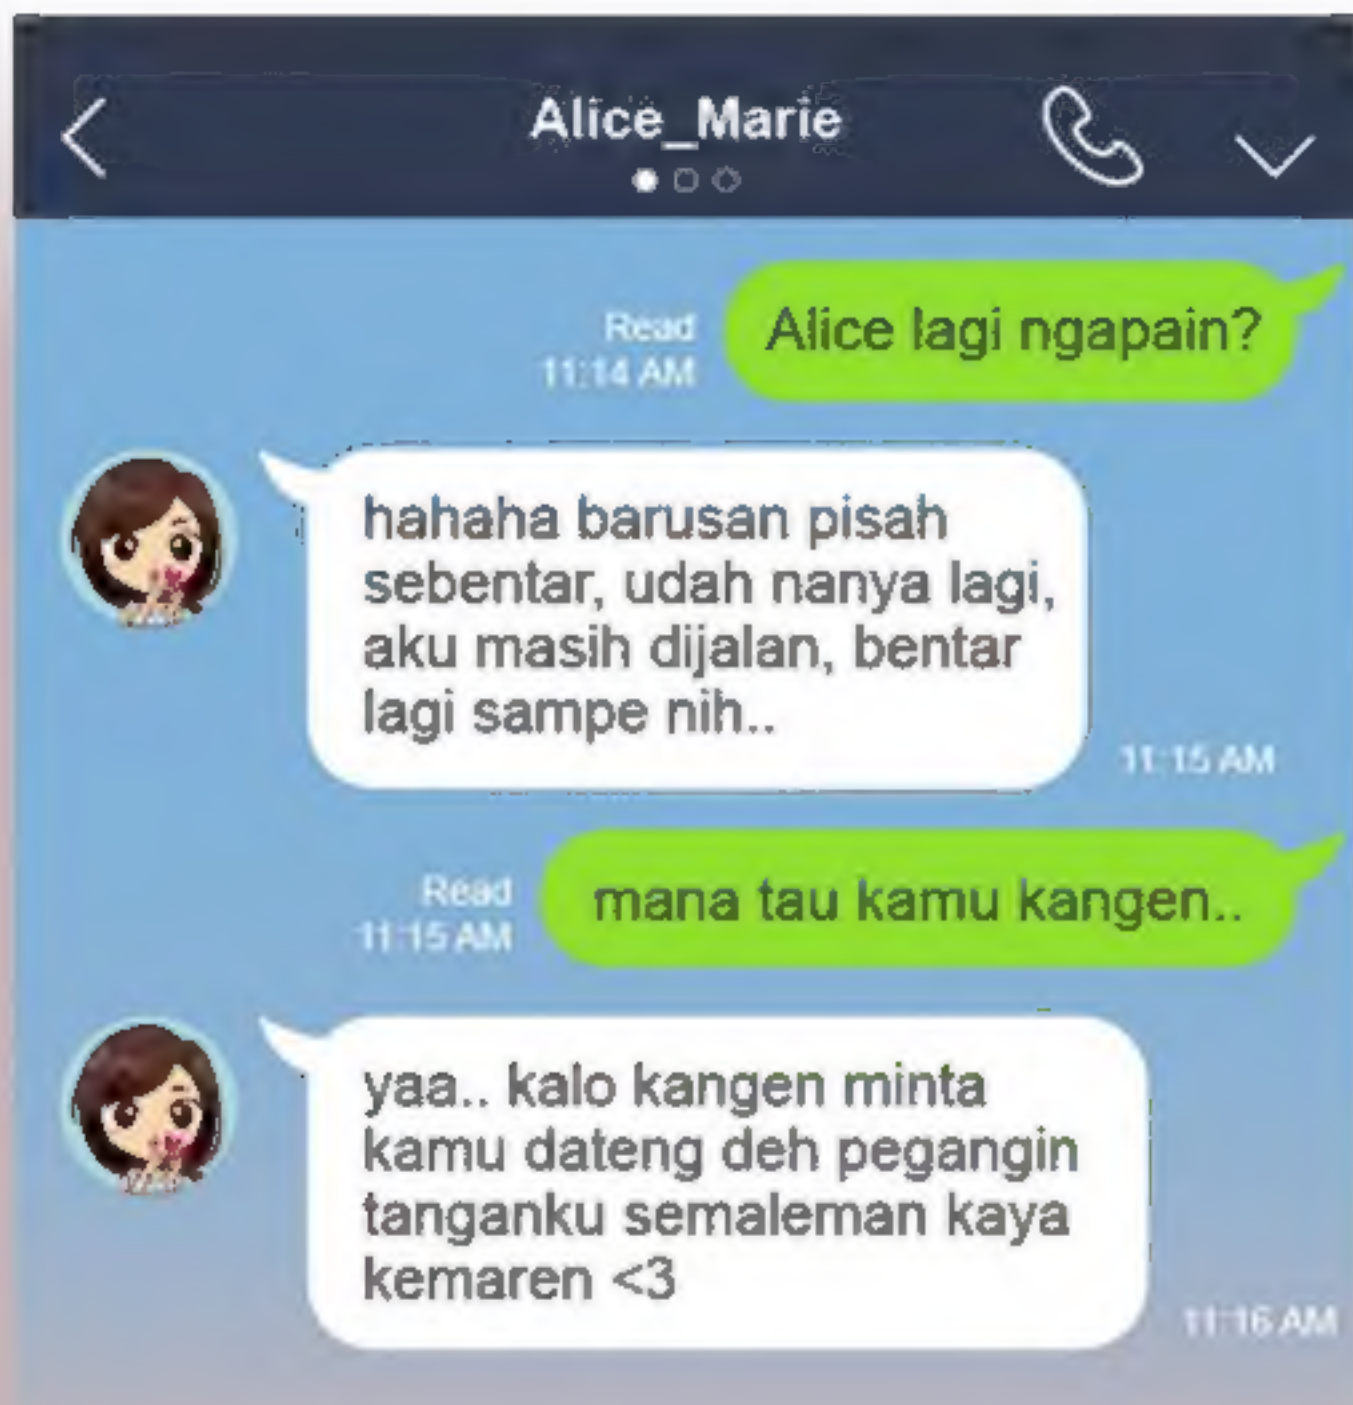 Alice_Marie
Alice lagi ngapain?
Read
11:14 AM
hahaha barusan pisah
sebentar, udah nanya lagi,
aku masih dijalan, bentar
lagi sampe nih..
11:15 AM
mana tau kamu kangen..
Read
11:15 AM
yaa.. kalo kangen minta
kamu dateng deh pegangin
tanganku semaleman kaya
kemaren <3
11:16 AM